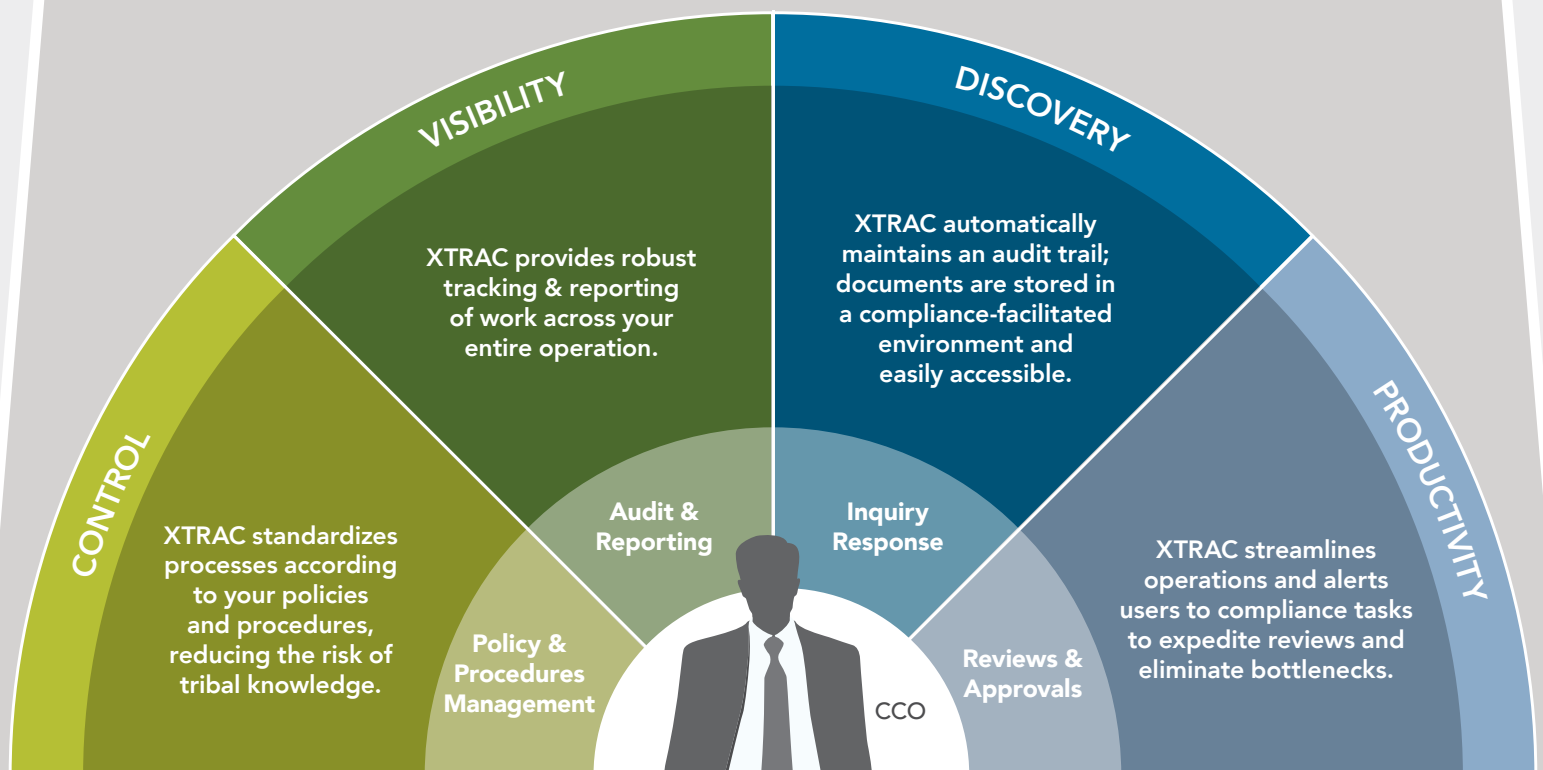 CONTROL
XTRAC standardizes
processes according
to your policies
and procedures,
reducing the risk of
tribal knowledge.
Policy &
Procedures
Management
VISIBILITY
XTRAC provides robust
tracking & reporting
of work across your
entire operation.
Audit &
Reporting
DISCOVERY
XTRAC automatically
maintains an audit trail;
documents are stored in
a compliance-facilitated
environment and
easily accessible.
Inquiry
Response
PRODUCTIVITY
XTRAC streamlines
operations and alerts
users to compliance tasks
to expedite reviews and
eliminate bottlenecks.
Reviews &
Approvals
CCO